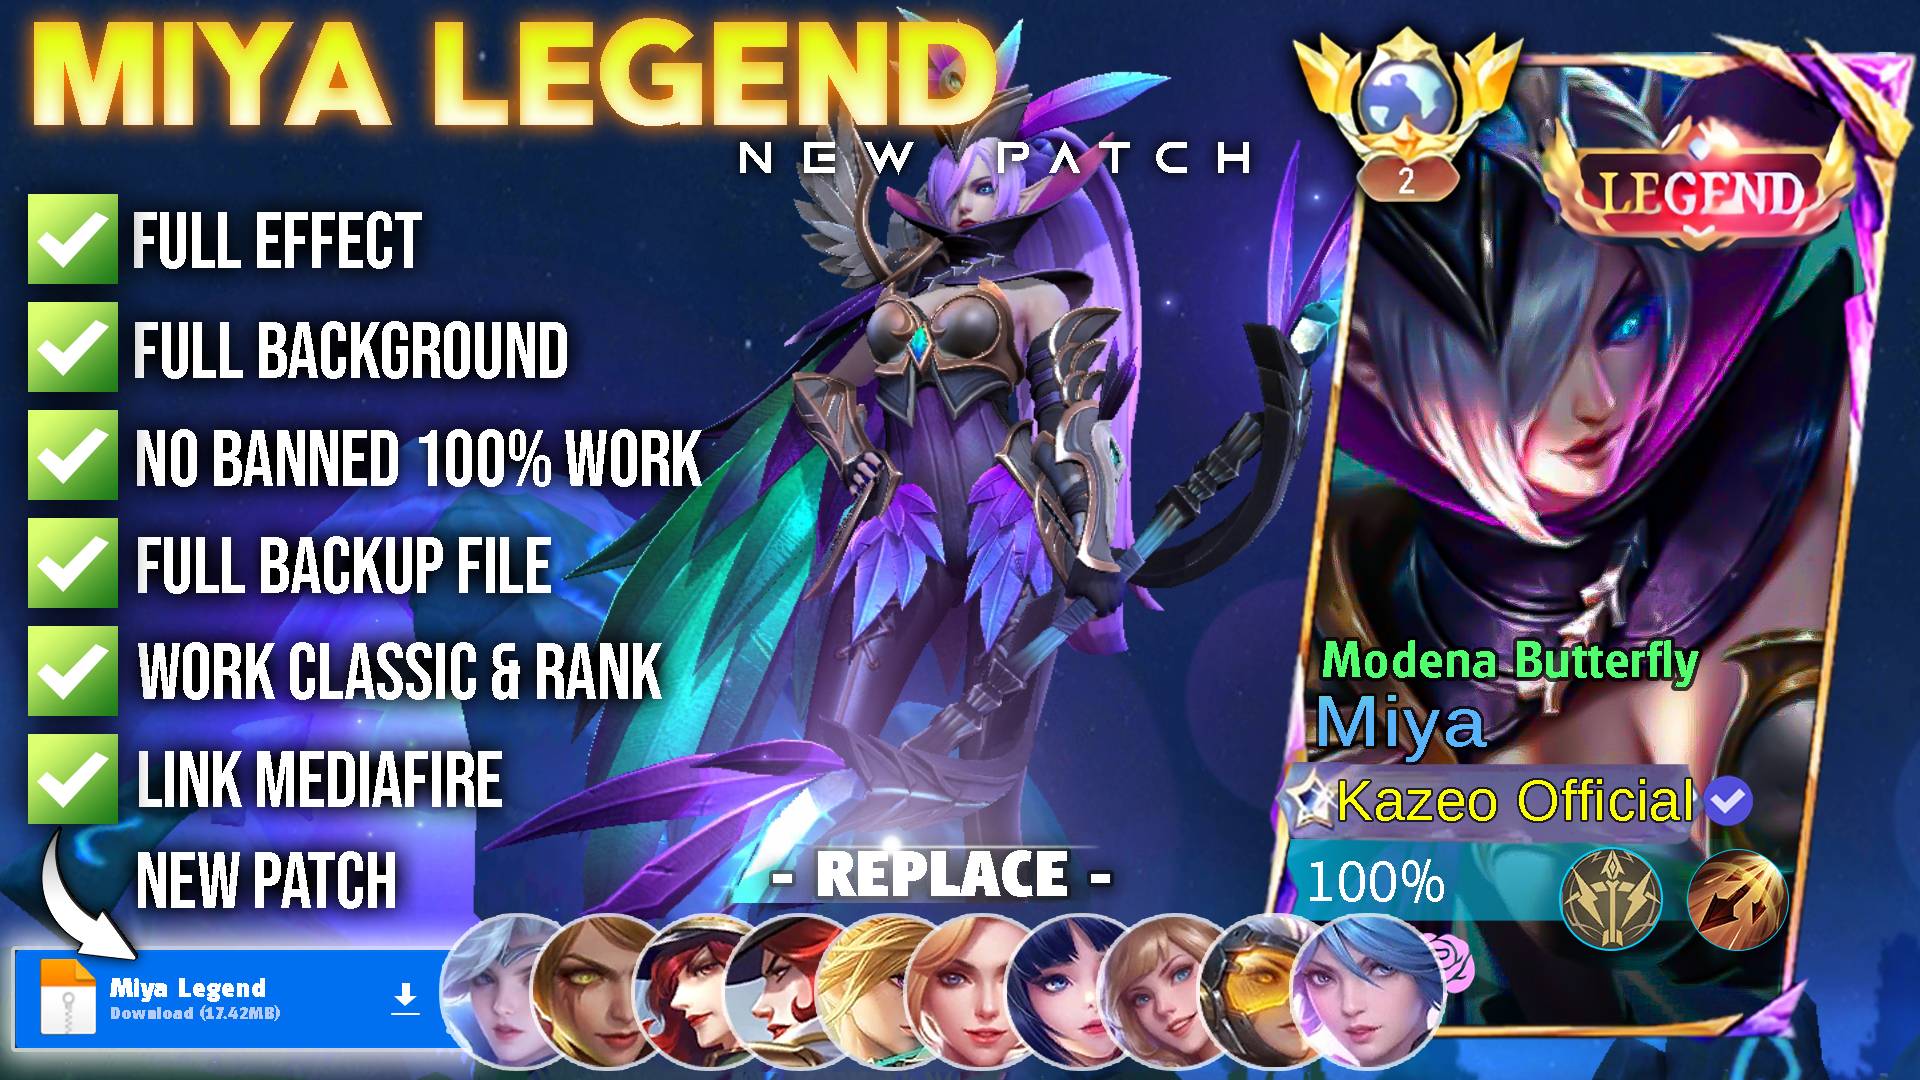 MIYA LEGEND
NEW PATCH
FULL EFFECT
FULL BACKGROUND
NO BANNED 100% WORK
FULL BACKUP FILE
WORK CLASSIC & RANK
LINK MEDIAFIRE
NEW PATCH
Miya Legend
Download (17.42MB)
- REPLACE -
2
LEGEND
Modena Butterfly
Miya
Kazeo Official
100%